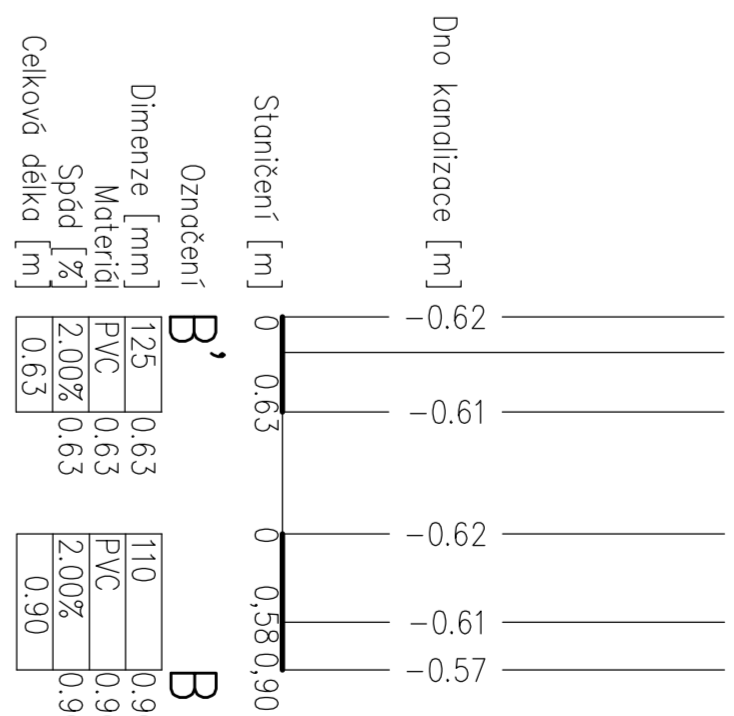 Dno kanalizace [m] -0.62 -0.61 -0.62 -0.61 -0.57
Staničení [m] 0 0.63 0 0,58 0,90
Označení B' B
Dimenze [mm] 125 0.63 110 0.9
Materiál PVC 0.63 PVC 0.9
Spád [%] 2.00% 0.63 2.00% 0.9
Celková délka [m] 0.63 0.90